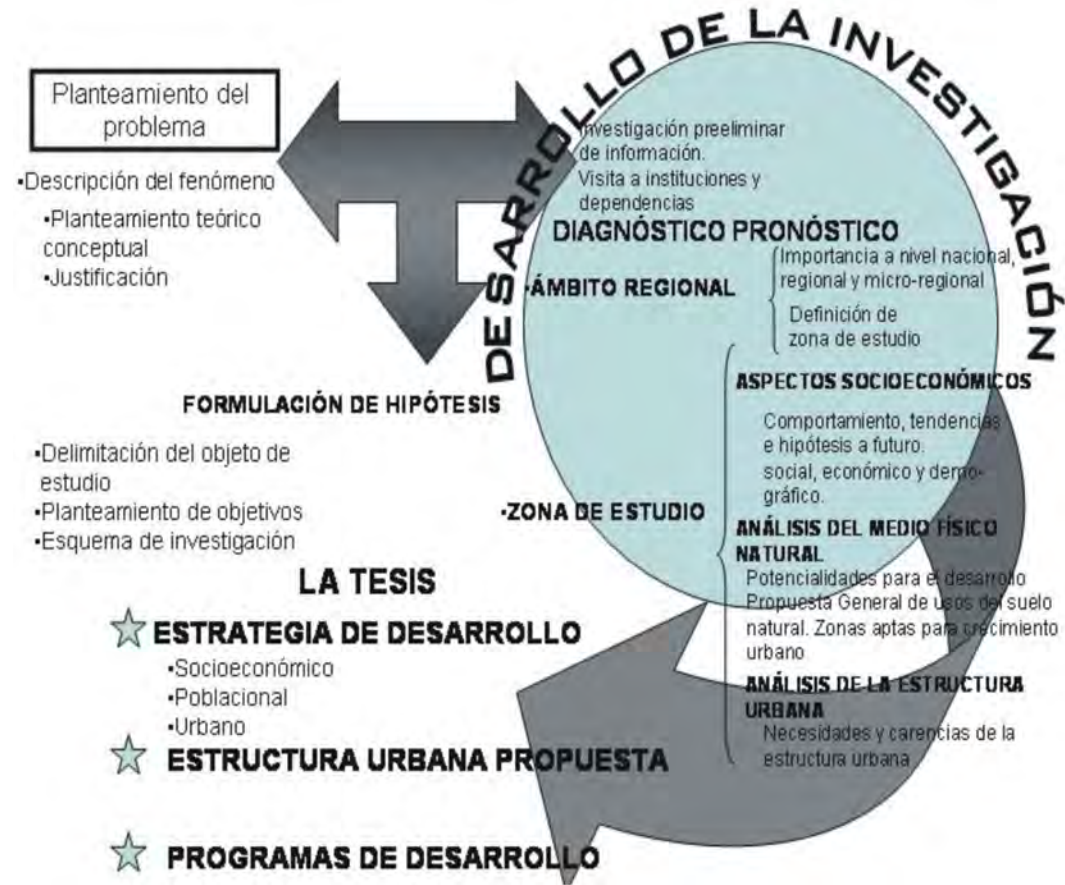 DESARROLLO DE LA INVESTIGACIÓN
Planteamiento del
problema
•Descripción del fenómeno
•Planteamiento teórico
conceptual
•Justificación
Investigación preeliminar
de información.
Visita a instituciones y
dependencias
DIAGNÓSTICO PRONÓSTICO
•ÁMBITO REGIONAL
Importancia a nivel nacional,
regional y micro-regional
Definición de
zona de estudio
FORMULACIÓN DE HIPÓTESIS
•Delimitación del objeto de
estudio
•Planteamiento de objetivos
•Esquema de investigación
•ZONA DE ESTUDIO
ASPECTOS SOCIOECONÓMICOS
Comportamiento, tendencias
e hipótesis a futuro.
social, económico y demo-
gráfico.
ANÁLISIS DEL MEDIO FÍSICO
NATURAL
Potencialidades para el desarrollo
Propuesta General de usos del suelo
natural. Zonas aptas para crecimiento
urbano
ANÁLISIS DE LA ESTRUCTURA
URBANA
Necesidades y carencias de la
estructura urbana
LA TESIS
ESTRATEGIA DE DESARROLLO
•Socioeconómico
•Poblacional
•Urbano
ESTRUCTURA URBANA PROPUESTA
PROGRAMAS DE DESARROLLO